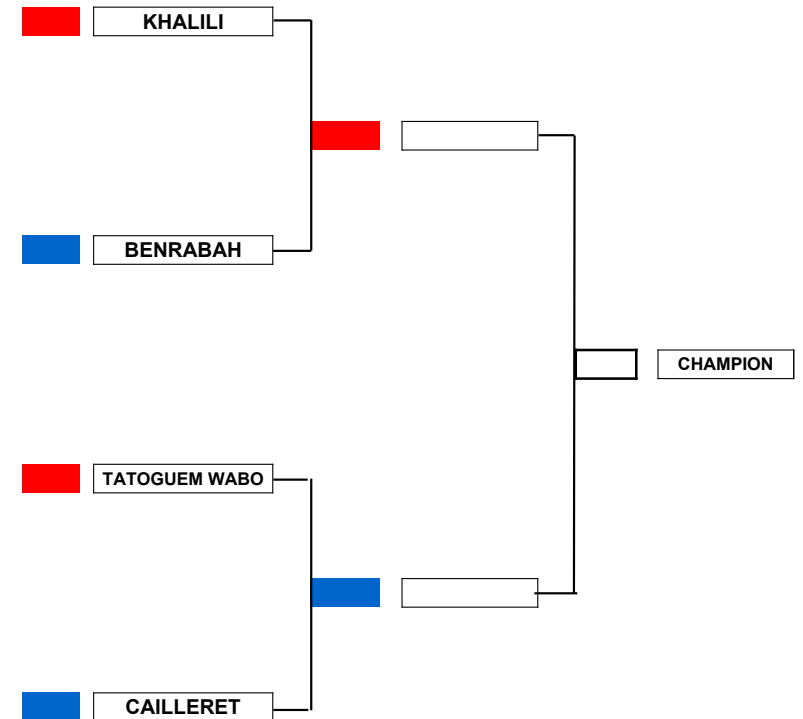 KHALILI
BENRABAH
CHAMPION
TATOGUEM WABO
CAILLERET